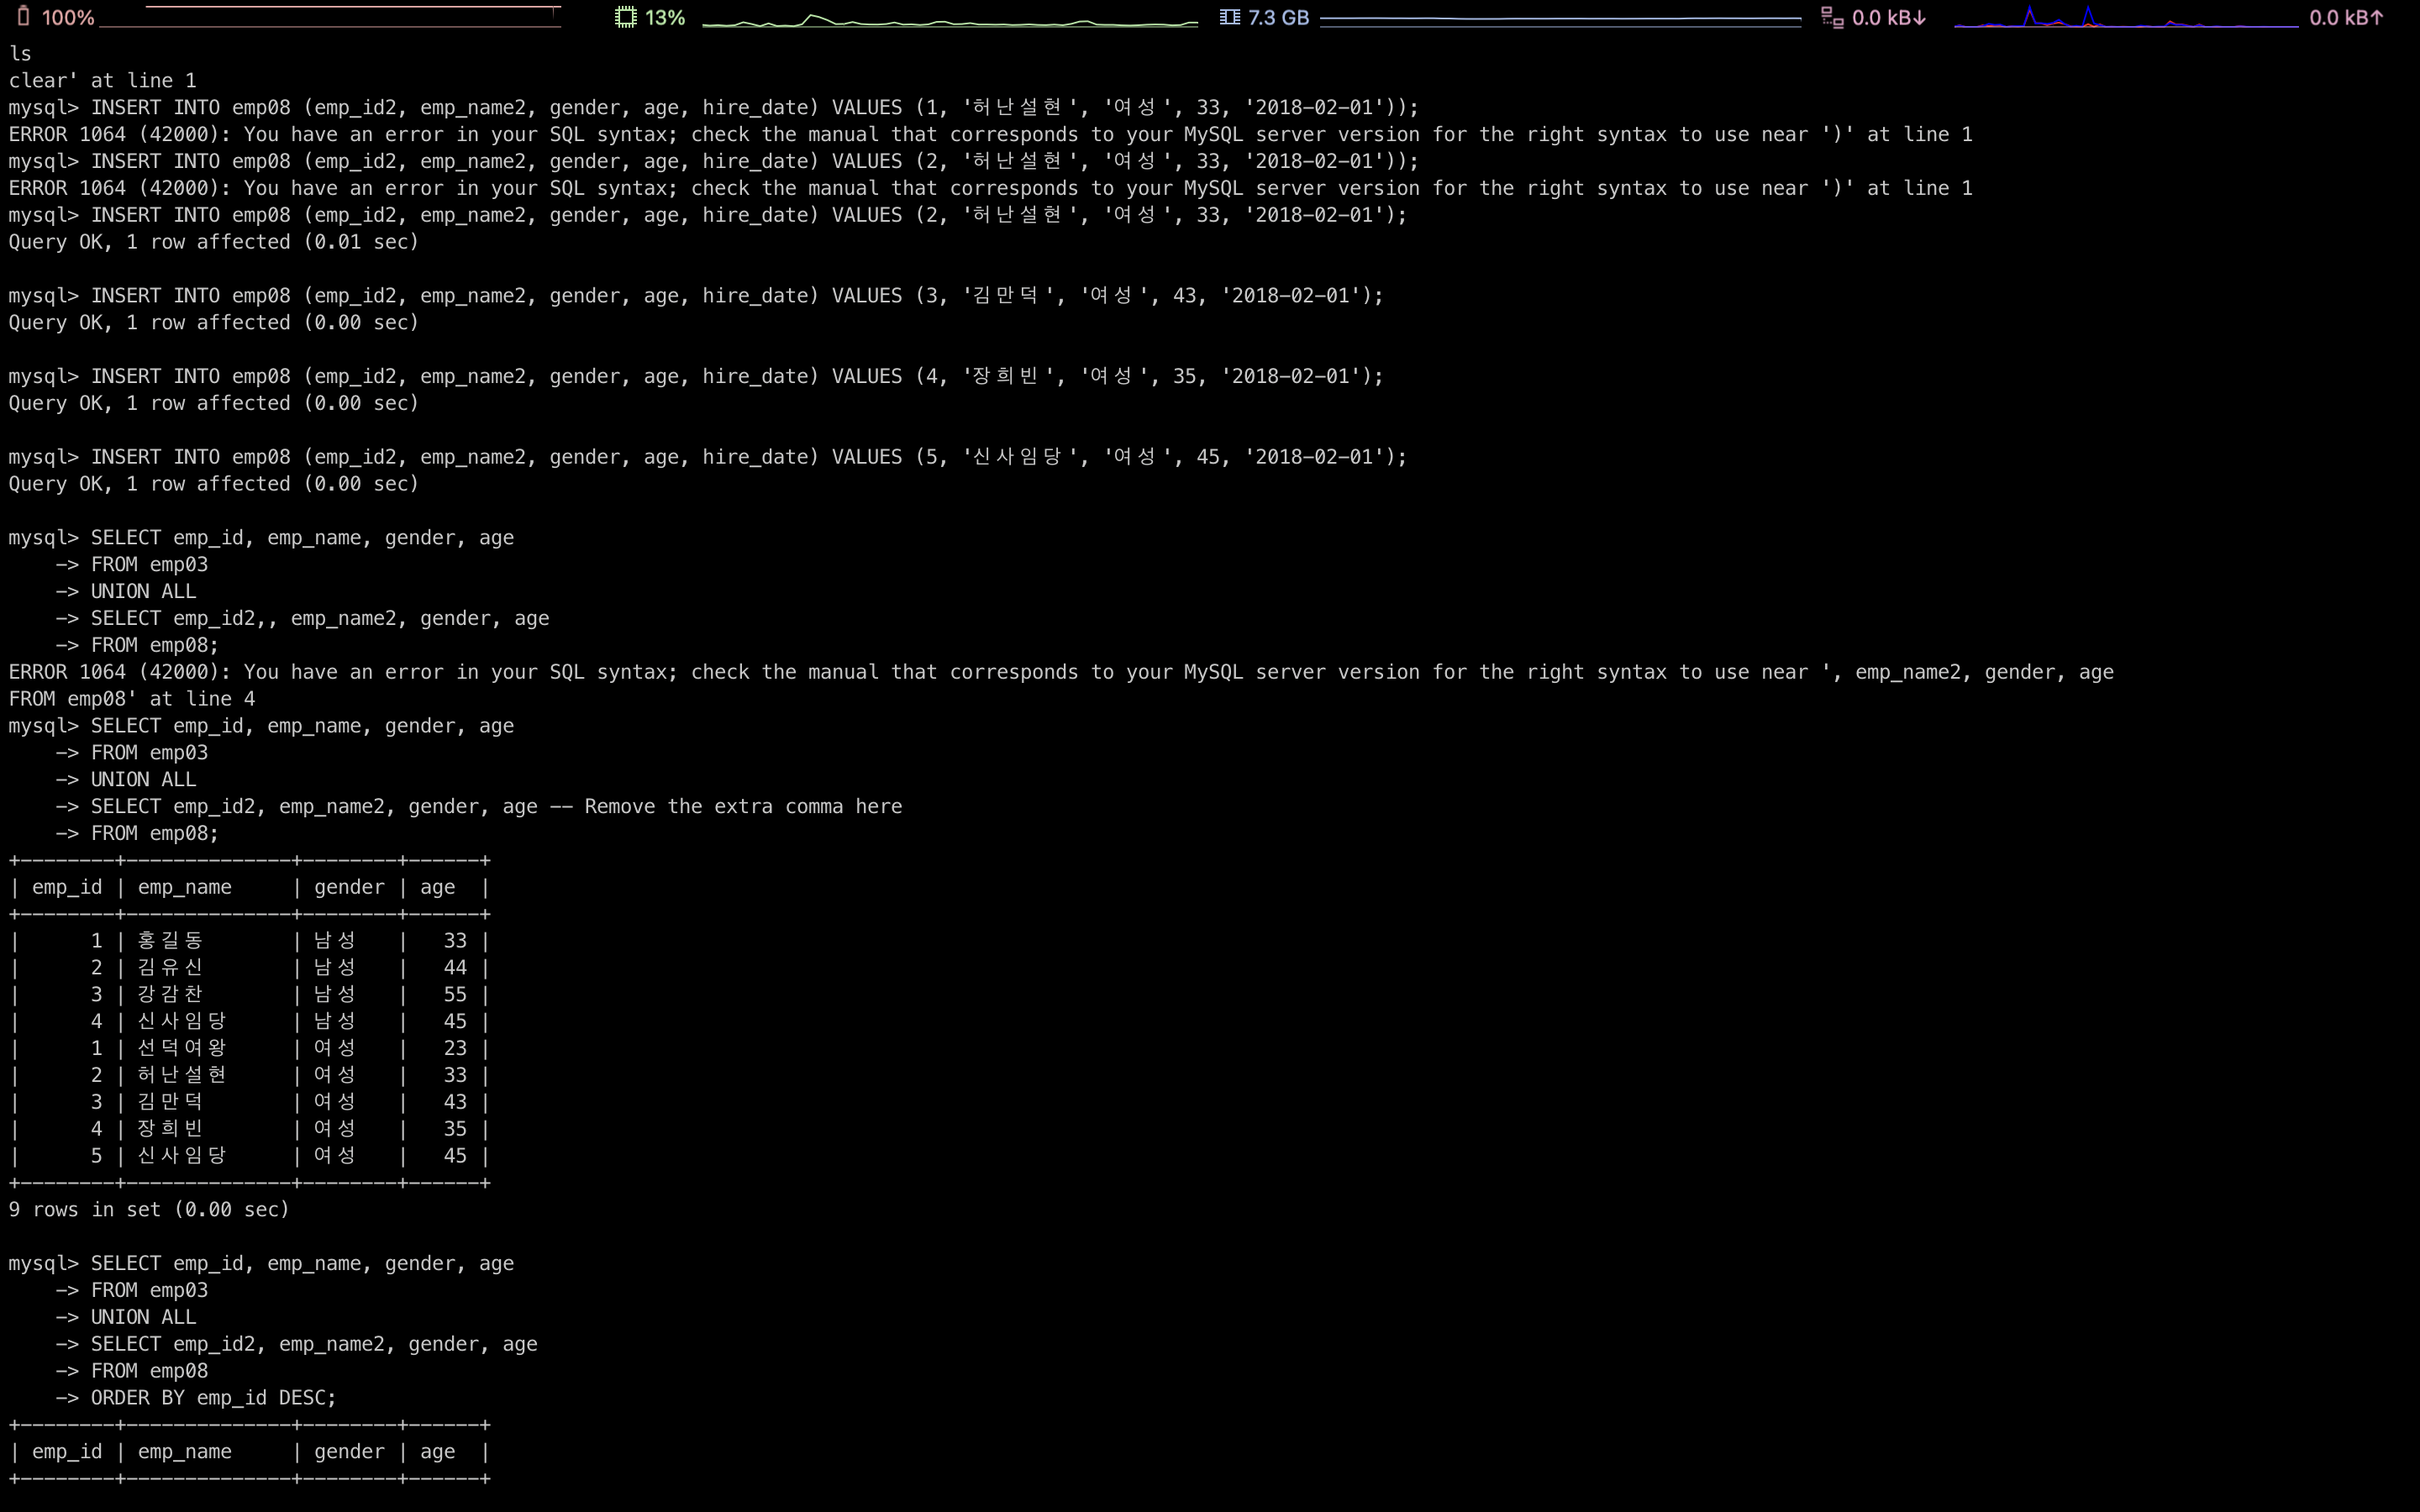 100% 13% 7.3 GB 0.0 kB↓ 0.0 kB↑
ls
clear' at line 1
mysql> INSERT INTO emp08 (emp_id2, emp_name2, gender, age, hire_date) VALUES (1, '허난설현', '여성', 33, '2018-02-01'));
ERROR 1064 (42000): You have an error in your SQL syntax; check the manual that corresponds to your MySQL server version for the right syntax to use near ')' at line 1
mysql> INSERT INTO emp08 (emp_id2, emp_name2, gender, age, hire_date) VALUES (2, '허난설현', '여성', 33, '2018-02-01'));
ERROR 1064 (42000): You have an error in your SQL syntax; check the manual that corresponds to your MySQL server version for the right syntax to use near ')' at line 1
mysql> INSERT INTO emp08 (emp_id2, emp_name2, gender, age, hire_date) VALUES (2, '허난설현', '여성', 33, '2018-02-01');
Query OK, 1 row affected (0.01 sec)
mysql> INSERT INTO emp08 (emp_id2, emp_name2, gender, age, hire_date) VALUES (3, '김만덕', '여성', 43, '2018-02-01');
Query OK, 1 row affected (0.00 sec)
mysql> INSERT INTO emp08 (emp_id2, emp_name2, gender, age, hire_date) VALUES (4, '장희빈', '여성', 35, '2018-02-01');
Query OK, 1 row affected (0.00 sec)
mysql> INSERT INTO emp08 (emp_id2, emp_name2, gender, age, hire_date) VALUES (5, '신사임당', '여성', 45, '2018-02-01');
Query OK, 1 row affected (0.00 sec)
mysql> SELECT emp_id, emp_name, gender, age
-> FROM emp03
-> UNION ALL
-> SELECT emp_id2,, emp_name2, gender, age
-> FROM emp08;
ERROR 1064 (42000): You have an error in your SQL syntax; check the manual that corresponds to your MySQL server version for the right syntax to use near ', emp_name2, gender, age
FROM emp08' at line 4
mysql> SELECT emp_id, emp_name, gender, age
-> FROM emp03
-> UNION ALL
-> SELECT emp_id2, emp_name2, gender, age -- Remove the extra comma here
-> FROM emp08;
+--------+--------------+--------+------+
| emp_id | emp_name     | gender | age  |
+--------+--------------+--------+------+
|      1 | 홍길동 | 남성 |   33 |
|      2 | 김유신 | 남성 |   44 |
|      3 | 강감찬 | 남성 |   55 |
|      4 | 신사임당 | 남성 |   45 |
|      1 | 선덕여왕 | 여성 |   23 |
|      2 | 허난설현 | 여성 |   33 |
|      3 | 김만덕 | 여성 |   43 |
|      4 | 장희빈 | 여성 |   35 |
|      5 | 신사임당 | 여성 |   45 |
+--------+--------------+--------+------+
9 rows in set (0.00 sec)
mysql> SELECT emp_id, emp_name, gender, age
-> FROM emp03
-> UNION ALL
-> SELECT emp_id2, emp_name2, gender, age
-> FROM emp08
-> ORDER BY emp_id DESC;
+--------+--------------+--------+------+
| emp_id | emp_name     | gender | age  |
+--------+--------------+--------+------+